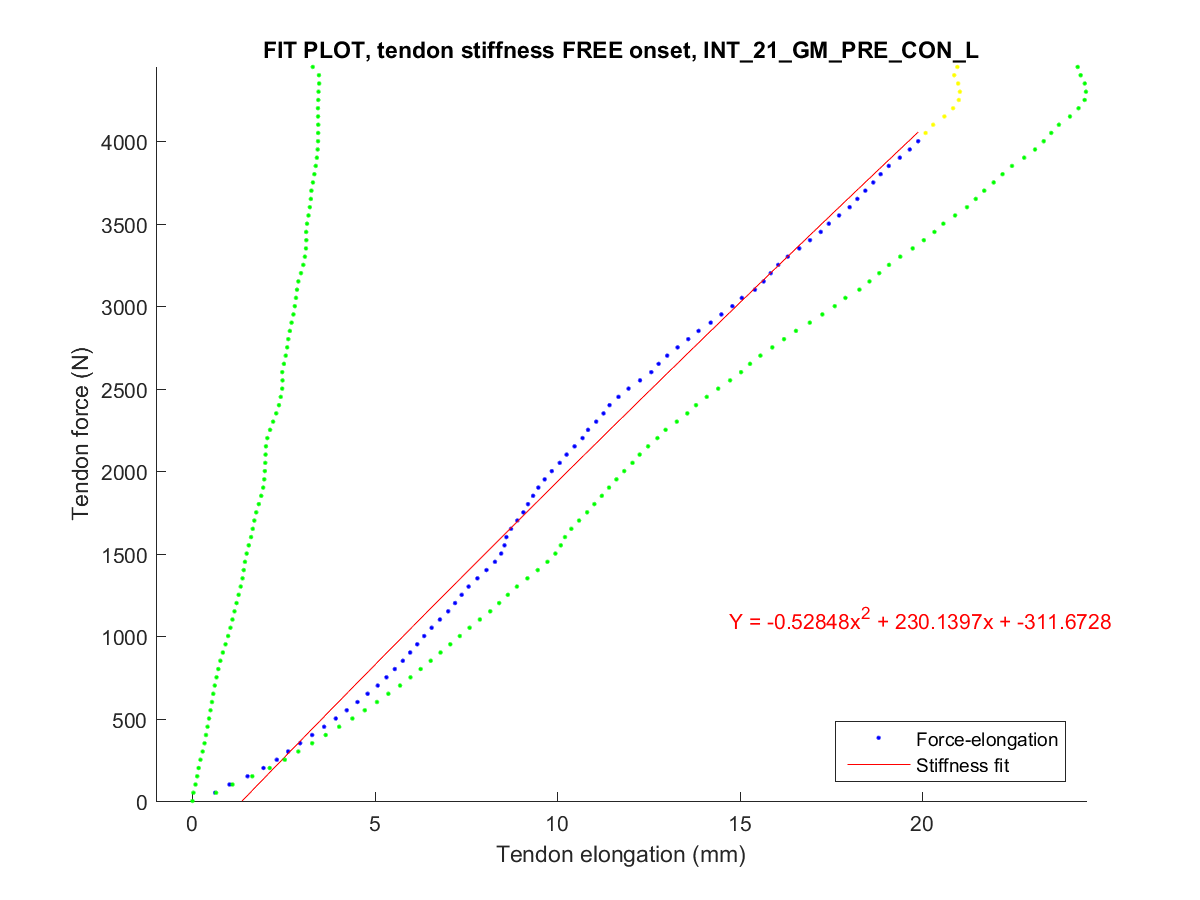 FIT PLOT, tendon stiffness FREE onset, INT_21_GM_PRE_CON_L
4000
3500
3000
2500
2000
1500
1000
500
0
Tendon force (N)
Y = -0.52848x² + 230.1397x + -311.6728
Force-elongation
Stiffness fit
0 5 10 15 20
Tendon elongation (mm)